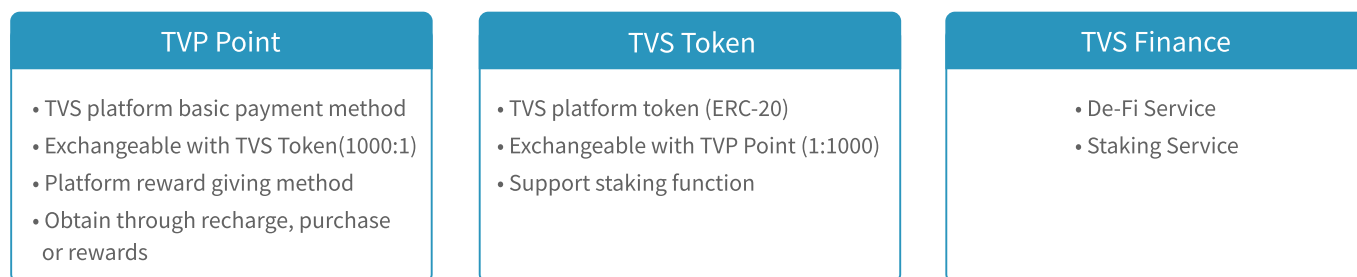 TVP Point
• TVS platform basic payment method
• Exchangeable with TVS Token(1000:1)
• Platform reward giving method
• Obtain through recharge, purchase
or rewards
TVS Token
• TVS platform token (ERC-20)
• Exchangeable with TVP Point (1:1000)
• Support staking function
TVS Finance
• De-Fi Service
• Staking Service